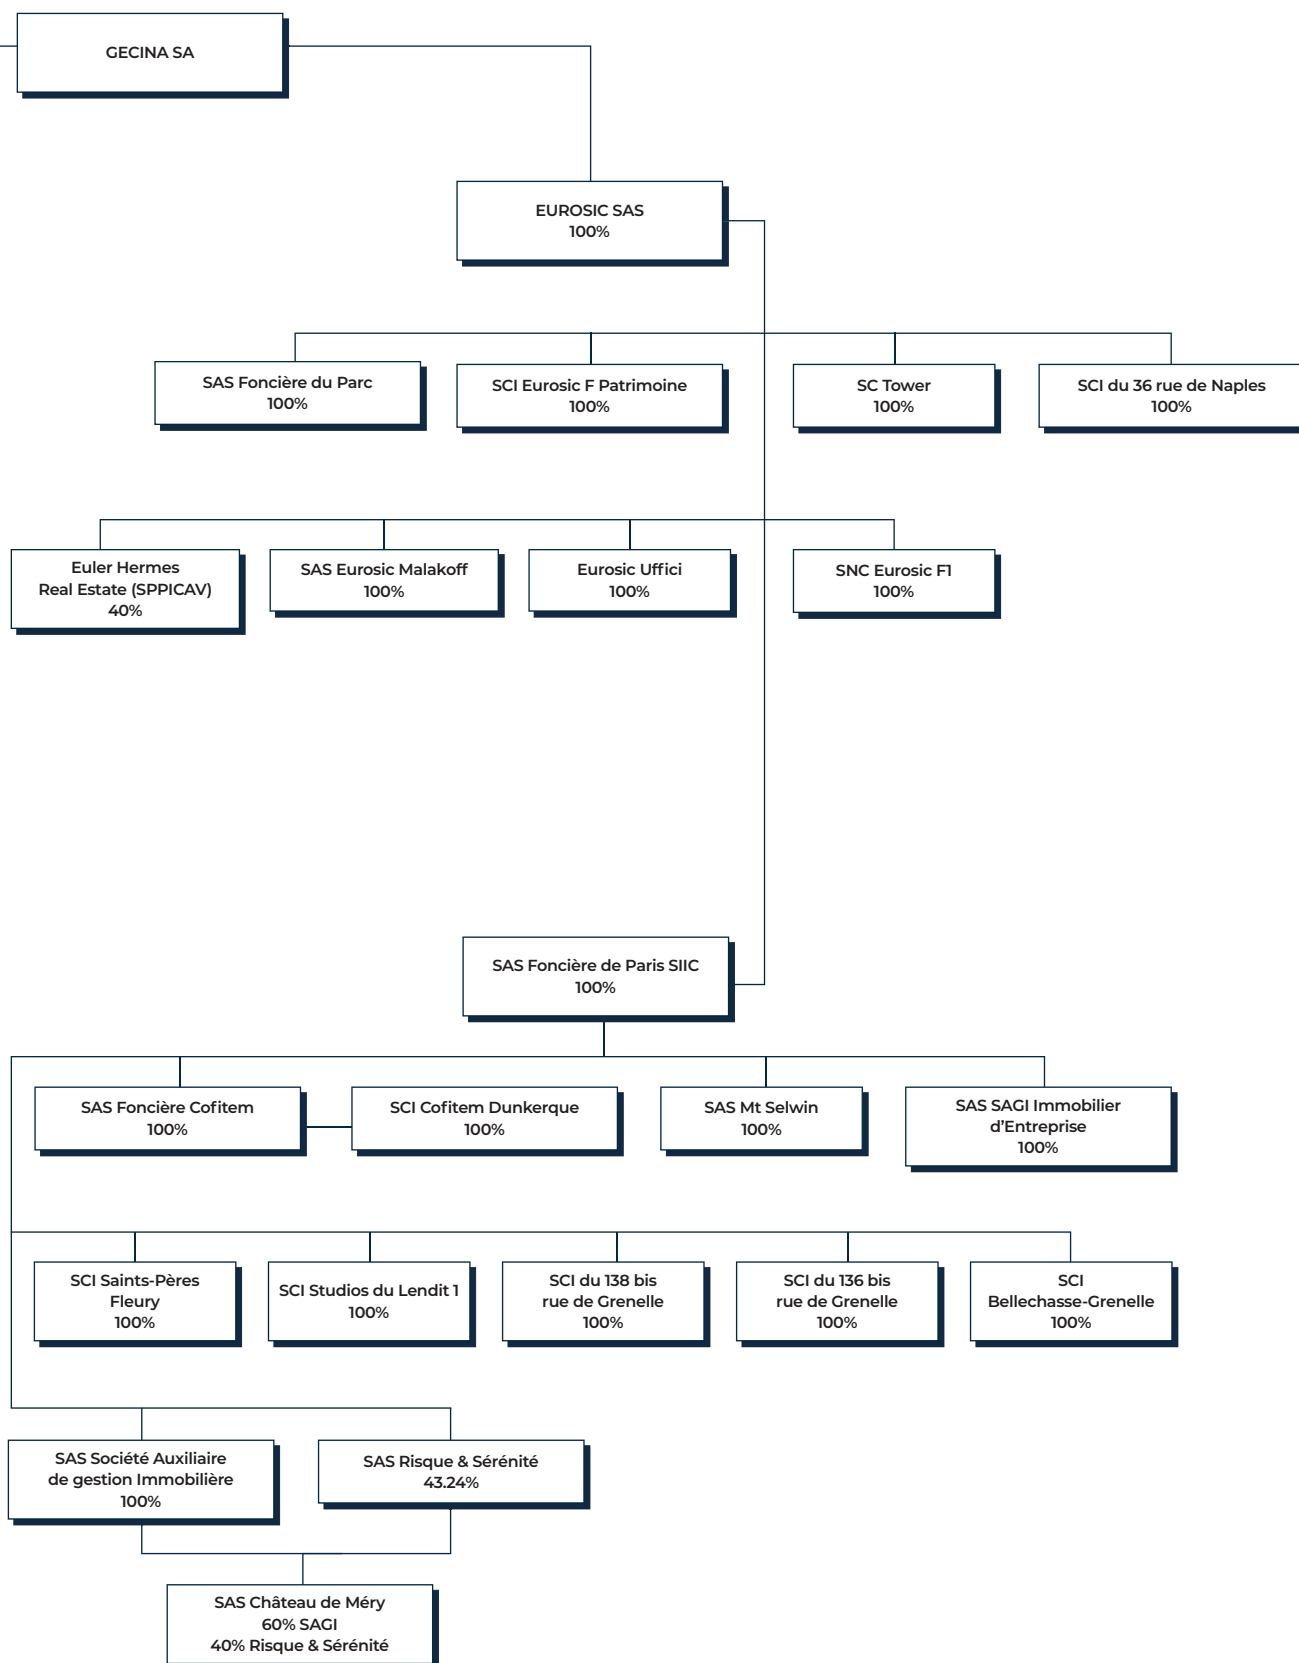 GECINA SA
EUROSIC SAS
100%
SAS Foncière du Parc
100%
SCI Eurosic F Patrimoine
100%
SC Tower
100%
SCI du 36 rue de Naples
100%
Euler Hermes
Real Estate (SPPICAV)
40%
SAS Eurosic Malakoff
100%
Eurosic Uffici
100%
SNC Eurosic F1
100%
SAS Foncière de Paris SIIC
100%
SAS Foncière Cofitem
100%
SCI Cofitem Dunkerque
100%
SAS Mt Selwin
100%
SAS SAGI Immobilier
d’Entreprise
100%
SCI Saints-Pères
Fleury
100%
SCI Studios du Lendit 1
100%
SCI du 138 bis
rue de Grenelle
100%
SCI du 136 bis
rue de Grenelle
100%
SCI
Bellechasse-Grenelle
100%
SAS Société Auxiliaire
de gestion Immobilière
100%
SAS Risque & Sérénité
43.24%
SAS Château de Méry
60% SAGI
40% Risque & Sérénité